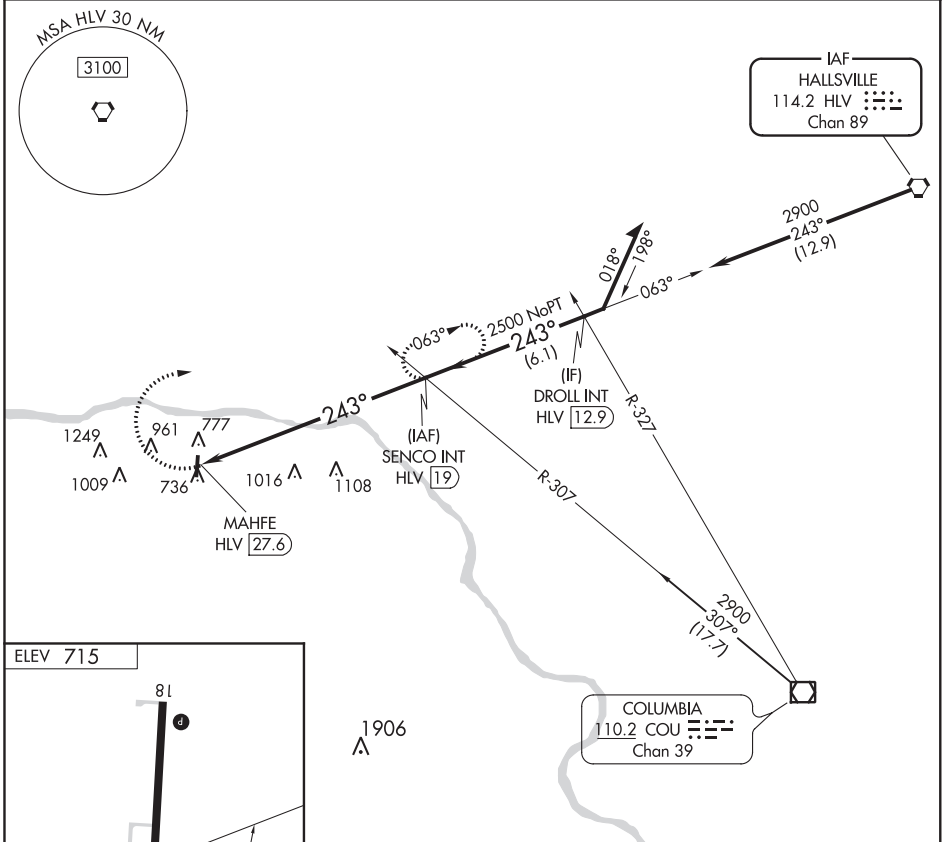 MSA HLV 30 NM
3100
IAF
HALLSVILLE
114.2 HLV
Chan 89
2900
243°
(12.9)
018°
198°
063°
063°
2500 NoPT
243°
(6.1)
(IF)
DROLL INT
HLV 12.9
R-327
243°
(IAF)
SENCO INT
HLV 19
R-307
1249
961
777
1009
736
1016
1108
MAHFE
HLV 27.6
2900
307°
(17.7)
COLUMBIA
110.2 COU
Chan 39
ELEV 715
18
P
1906